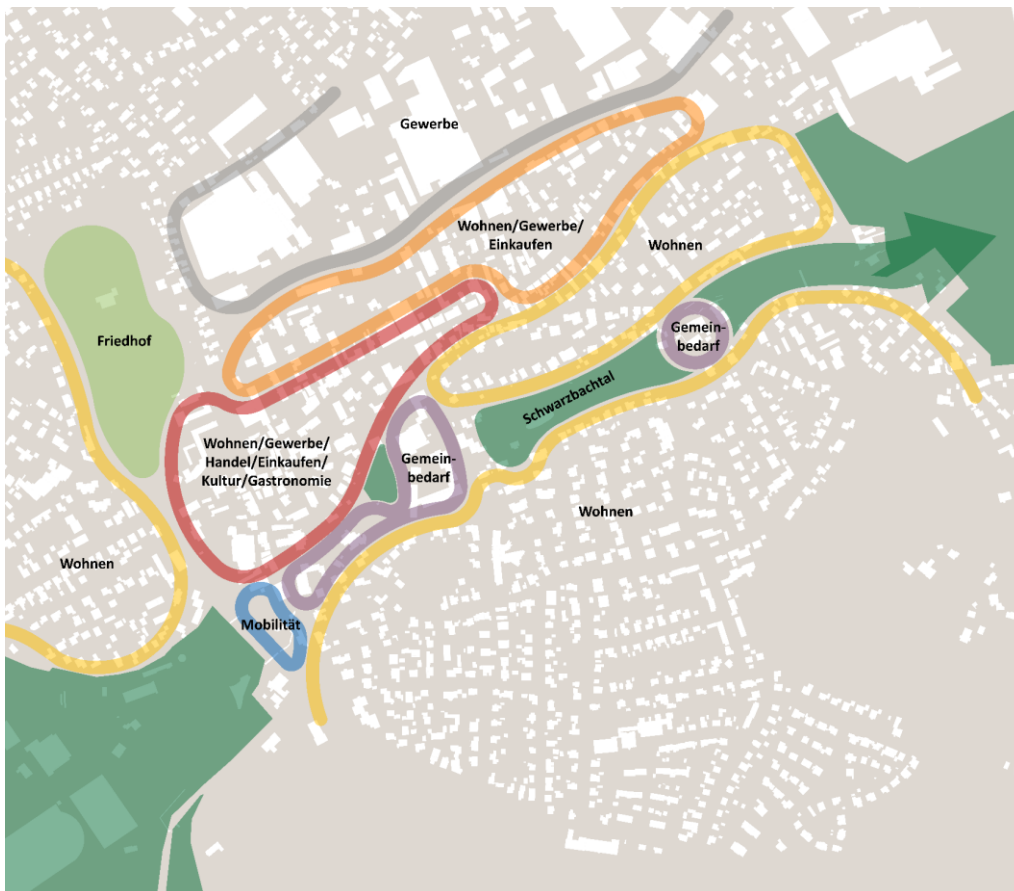 Gewerbe
Wohnen/Gewerbe/
Einkaufen
Wohnen
Friedhof
Gemein-
bedarf
Schwarzbachtal
Wohnen/Gewerbe/
Handel/Einkaufen/
Kultur/Gastronomie
Gemein-
bedarf
Wohnen
Wohnen
Mobilität